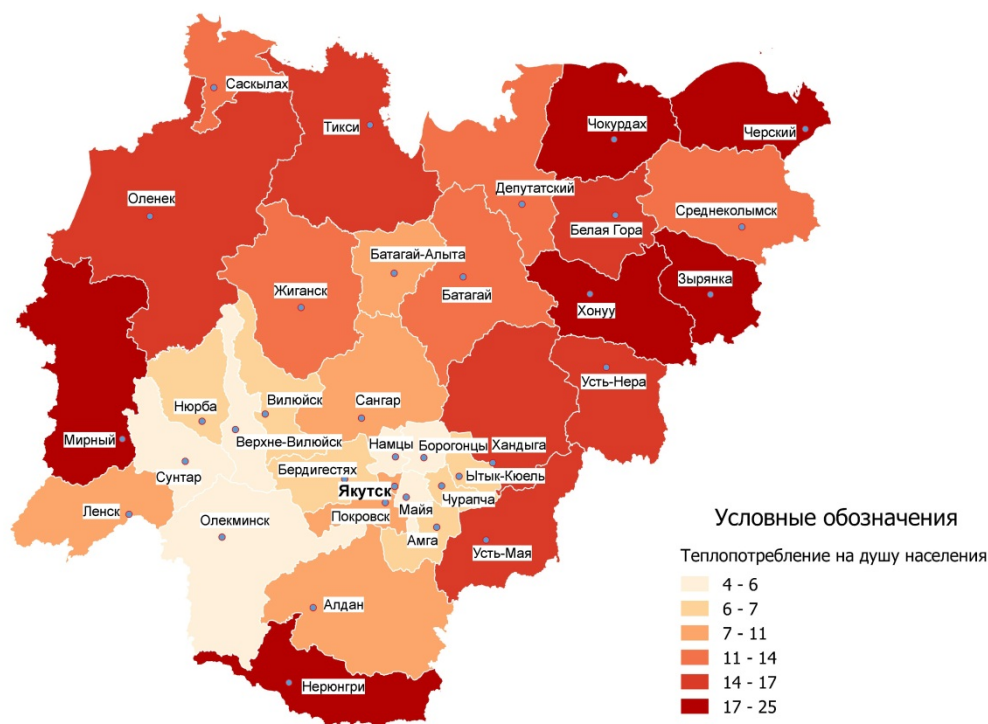 Саскылах
Тикси
Чокурдах
Черский
Оленек
Депутатский
Среднеколымск
Белая Гора
Батагай-Алыта
Жиганск
Батагай
Зырянка
Хонуу
Усть-Нера
Нюрба
Вилюйск
Сангар
Мирный
Верхне-Вилюйск
Намцы
Борогонцы
Хандыга
Сунтар
Бердигестях
Ытык-Кюель
Якутск
Чурапча
Ленск
Олекминск
Покровск
Майя
Амга
Усть-Мая
Алдан
Нерюнгри
Условные обозначения
Теплопотребление на душу населения
4 - 6
6 - 7
7 - 11
11 - 14
14 - 17
17 - 25